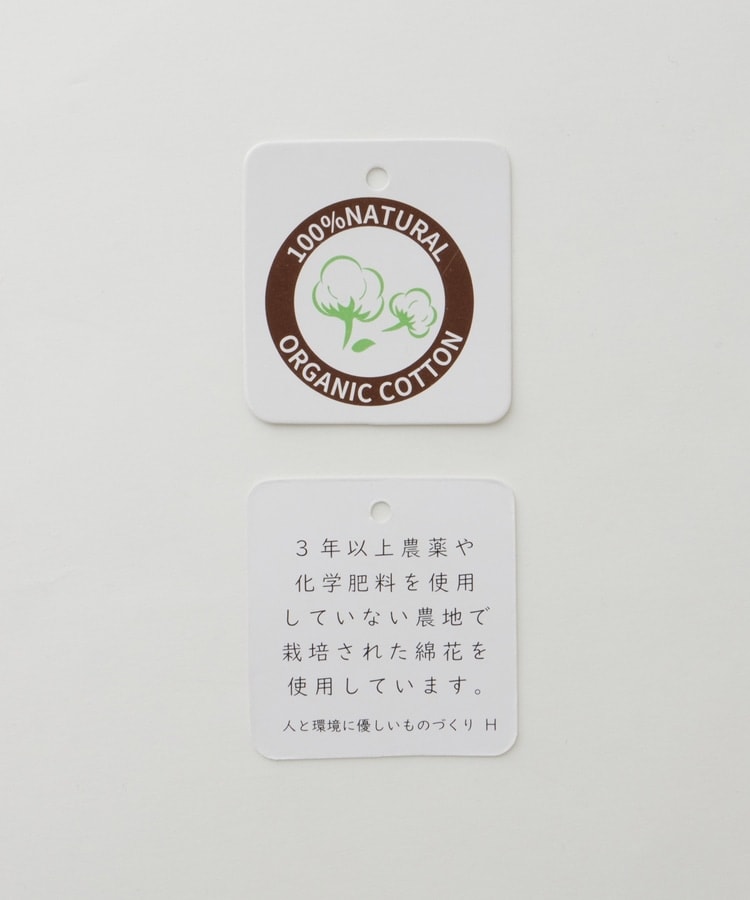 100%NATURAL
ORGANIC COTTON
3年以上農薬や
化学肥料を使用
していない農地で
栽培された綿花を
使用しています。
人と環境に優しいものづくり H